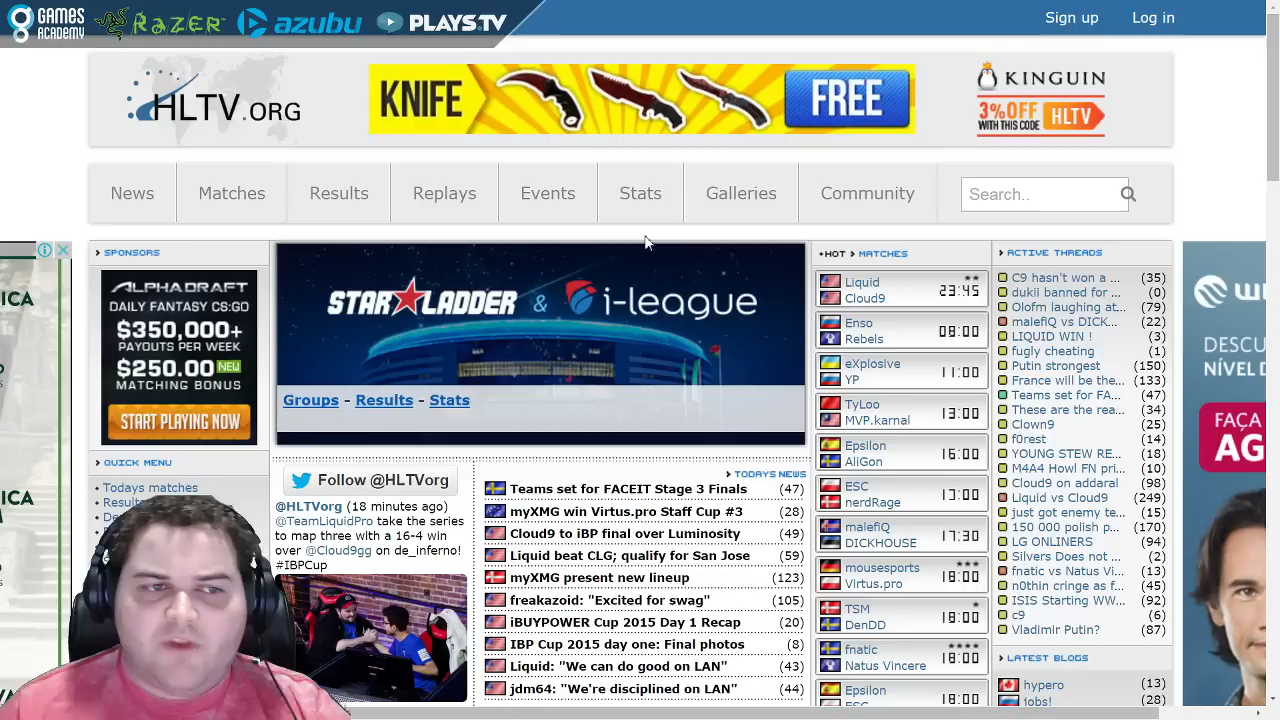 GAMES ACADEMY
RAZER
azubu
PLAYS.TV
Sign up
Log in
HLTV.ORG
KNIFE
FREE
KINGUIN
3%OFF
WITH THIS CODE
HLTV
News
Matches
Results
Replays
Events
Stats
Galleries
Community
Search..
SPONSORS
ALPHADRAFT
DAILY FANTASY CS:GO
$350,000+
PAYOUTS PER WEEK
$250.00 NEW
MATCHING BONUS
START PLAYING NOW
QUICK MENU
Todays matches
STAR LADDER & i-league
Groups - Results - Stats
Follow @HLTVorg
@HLTVorg (18 minutes ago)
@TeamLiquidPro take the series
to map three with a 16-4 win
over @Cloud9gg on de_inferno!
#IBPCup
TODAYS NEWS
Teams set for FACEIT Stage 3 Finals (47)
myXMG win Virtus.pro Staff Cup #3 (28)
Cloud9 to iBP final over Luminosity (49)
Liquid beat CLG; qualify for San Jose (59)
myXMG present new lineup (123)
freakazoid: "Excited for swag" (105)
iBUYPOWER Cup 2015 Day 1 Recap (20)
IBP Cup 2015 day one: Final photos (8)
Liquid: "We can do good on LAN" (43)
jdm64: "We're disciplined on LAN" (44)
HOT MATCHES
Liquid
Cloud9
23:45
Enso
Rebels
08:00
eXplosive
YP
11:00
TyLoo
MVP.karnal
13:00
Epsilon
AliGon
16:00
ESC
nerdRage
17:00
malefiQ
DICKHOUSE
17:30
mousesports
Virtus.pro
18:00
TSM
DenDD
18:00
fnatic
Natus Vincere
18:00
Epsilon
18:00
ACTIVE THREADS
C9 hasn't won a ... (35)
dukii banned for ... (0)
Olofm laughing at... (79)
malefiQ vs DICK... (22)
LIQUID WIN ! (3)
fugly cheating (1)
Putin strongest (150)
France will be the... (133)
Teams set for FA... (47)
These are the rea... (34)
Clown9 (25)
f0rest (14)
YOUNG STEW RE... (18)
M4A4 Howl FN pri... (10)
Cloud9 on addaral (98)
Liquid vs Cloud9 (249)
just got enemy te... (15)
150 000 polish p... (170)
LG ONLINERS (94)
Silvers Does not ... (2)
fnatic vs Natus Vi... (13)
n0thin cringe as f... (45)
ISIS Starting WW... (92)
c9 (6)
Vladimir Putin? (87)
LATEST BLOGS
hypero (13)
jobs! (28)
DESCU
NÍVEL D
FAÇA
AG